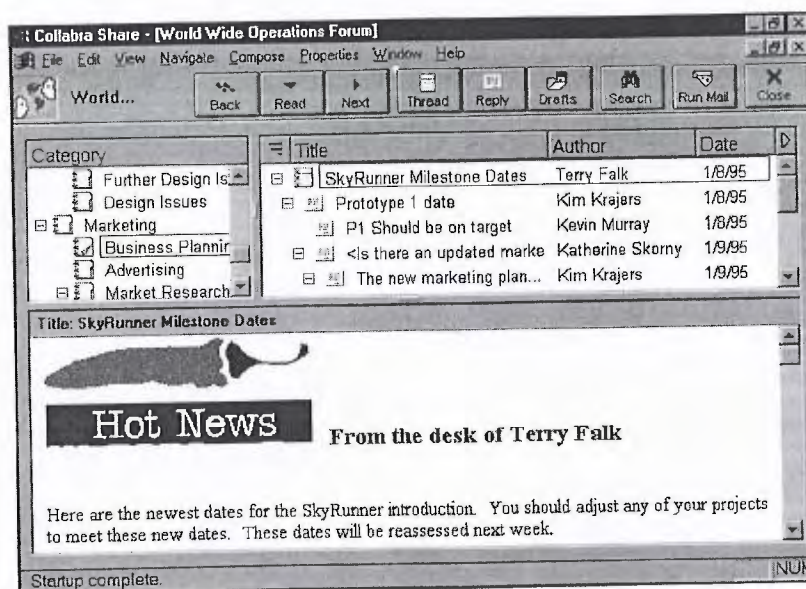 Collabra Share - [World Wide Operations Forum]
File Edit View Navigate Compose Properties Window Help
World...
Back Read Next Thread Reply Drafts Search Run Mail Close
Category
Further Design Is
Design Issues
Marketing
Business Plannin
Advertising
Market Research
Title Author Date D
SkyRunner Milestone Dates Terry Falk 1/8/95
Prototype 1 date Kim Krajers 1/8/95
P1 Should be on target Kevin Murray 1/8/95
<Is there an updated marke Katherine Skorny 1/9/95
The new marketing plan... Kim Krajers 1/9/95
Title: SkyRunner Milestone Dates
Hot News
From the desk of Terry Falk
Here are the newest dates for the SkyRunner introduction. You should adjust any of your projects
to meet these new dates. These dates will be reassessed next week.
Startup complete.
NUM